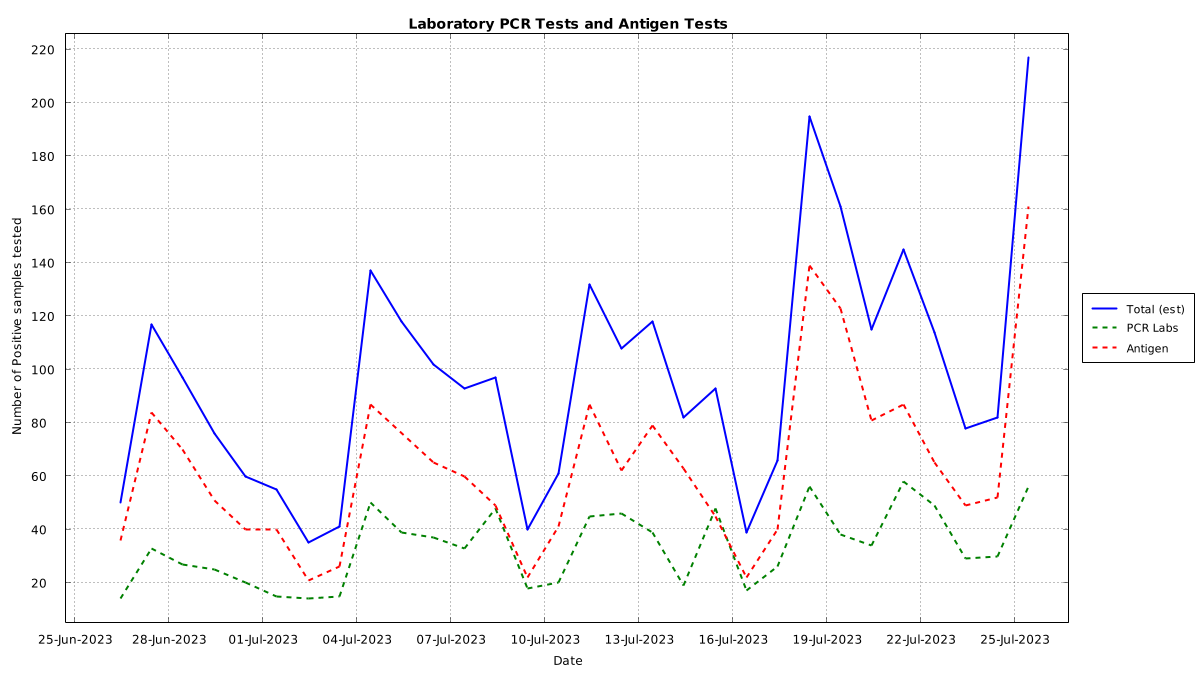 Laboratory PCR Tests and Antigen Tests
220
200
180
160
140
120
100
80
60
40
20
Number of Positive samples tested
25-Jun-2023 28-Jun-2023 01-Jul-2023 04-Jul-2023 07-Jul-2023 10-Jul-2023 13-Jul-2023 16-Jul-2023 19-Jul-2023 22-Jul-2023 25-Jul-2023
Date
Total (est)
PCR Labs
Antigen